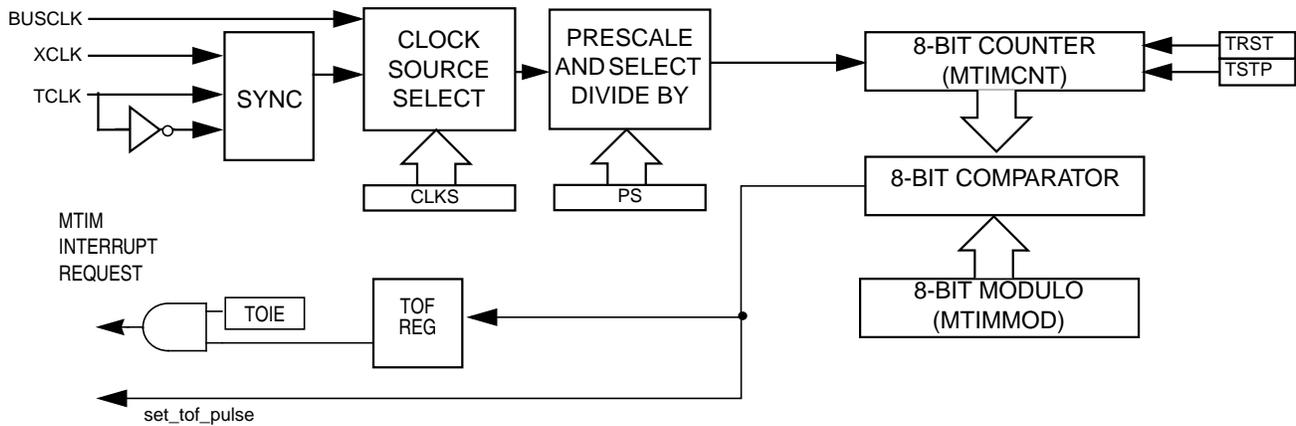 BUSCLK
XCLK
TCLK
SYNC
CLOCK
SOURCE
SELECT
PRESCALE
AND SELECT
DIVIDE BY
8-BIT COUNTER
(MTIMCNT)
TRST
TSTP
CLKS
PS
8-BIT COMPARATOR
MTIM
INTERRUPT
REQUEST
TOIE
TOF
REG
8-BIT MODULO
(MTIMMOD)
set_tof_pulse